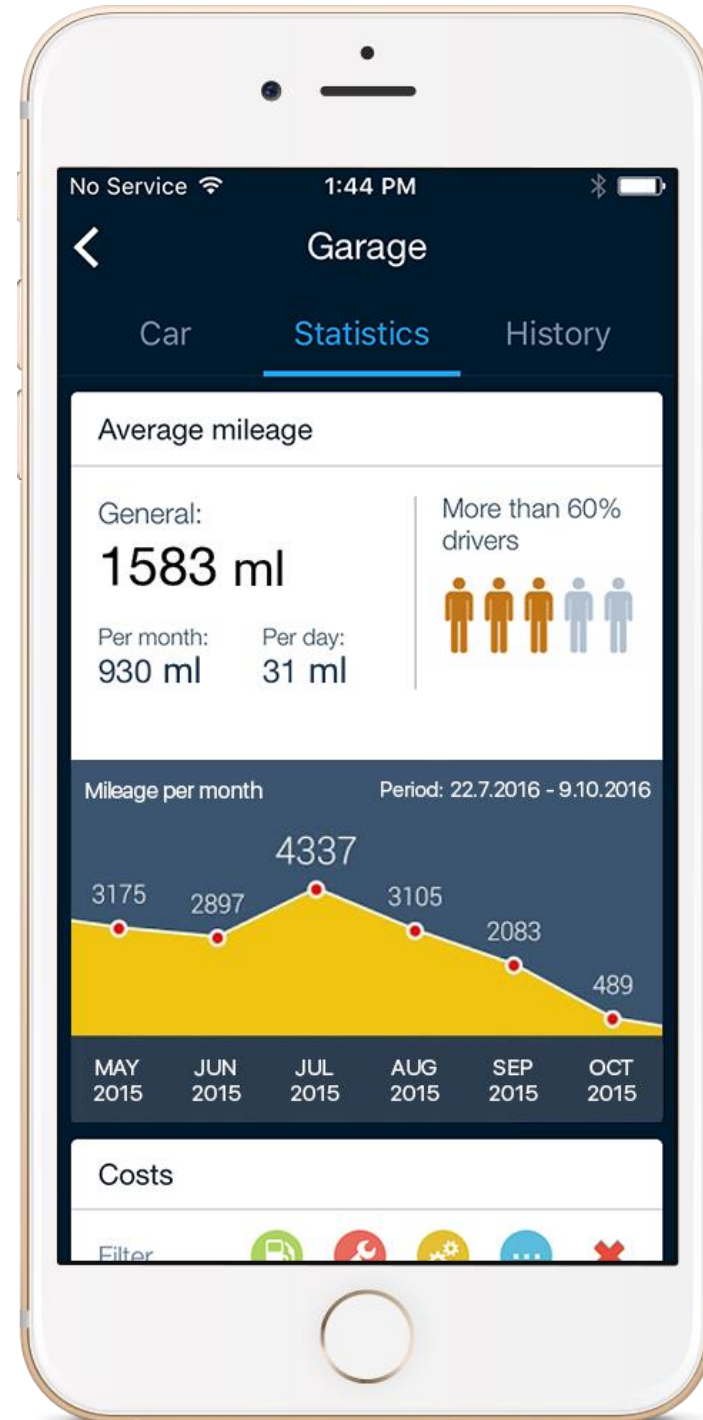 No Service 1:44 PM
Garage
Car Statistics History
Average mileage
General:
1583 ml
Per month: Per day:
930 ml 31 ml
More than 60%
drivers
Mileage per month Period: 22.7.2016 - 9.10.2016
4337
3175 2897 3105
2083
489
MAY JUN JUL AUG SEP OCT
2015 2015 2015 2015 2015 2015
Costs
Filter